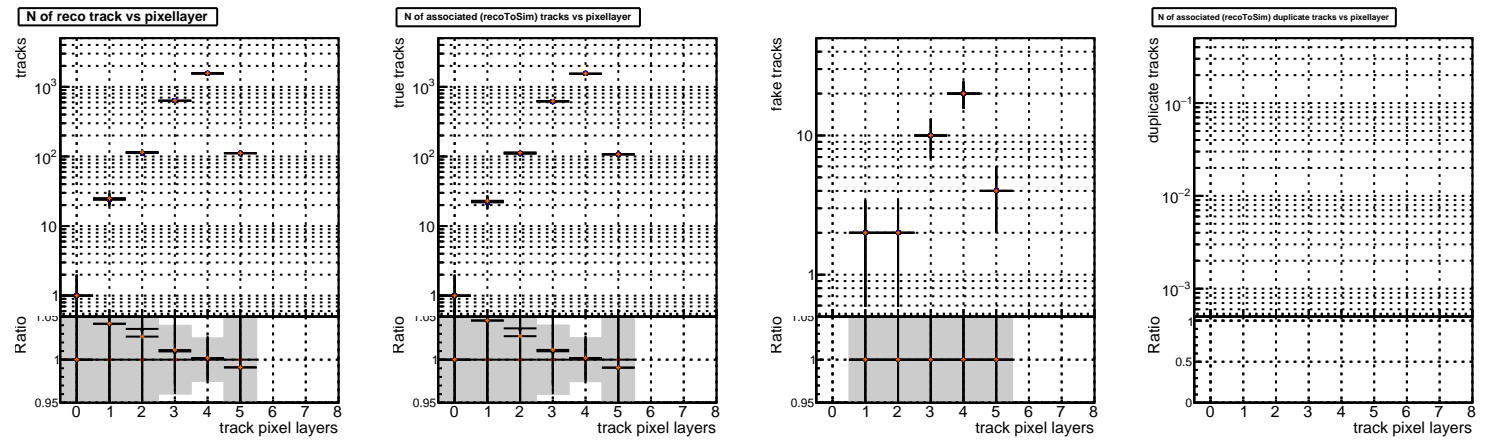 N of reco track vs pixellayer
tracks
10³
10²
10
1
1.05
Ratio
1
0.95
0 1 2 3 4 5 6 7 8
track pixel layers
N of associated (recoToSim) tracks vs pixellayer
true tracks
10³
10²
10
1
1.05
Ratio
1
0.95
0 1 2 3 4 5 6 7 8
track pixel layers
fake tracks
10
1
1.05
Ratio
1
0.95
0 1 2 3 4 5 6 7 8
track pixel layers
N of associated (recoToSim) duplicate tracks vs pixellayer
duplicate tracks
10⁻¹
10⁻²
10⁻³
1
Ratio
0.5
0
0 1 2 3 4 5 6 7 8
track pixel layers